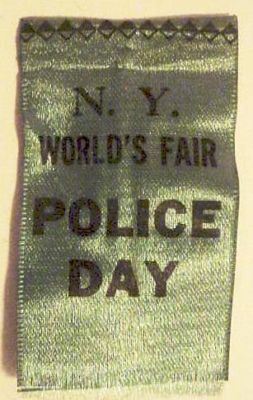 N. Y.
WORLD'S FAIR
POLICE
DAY